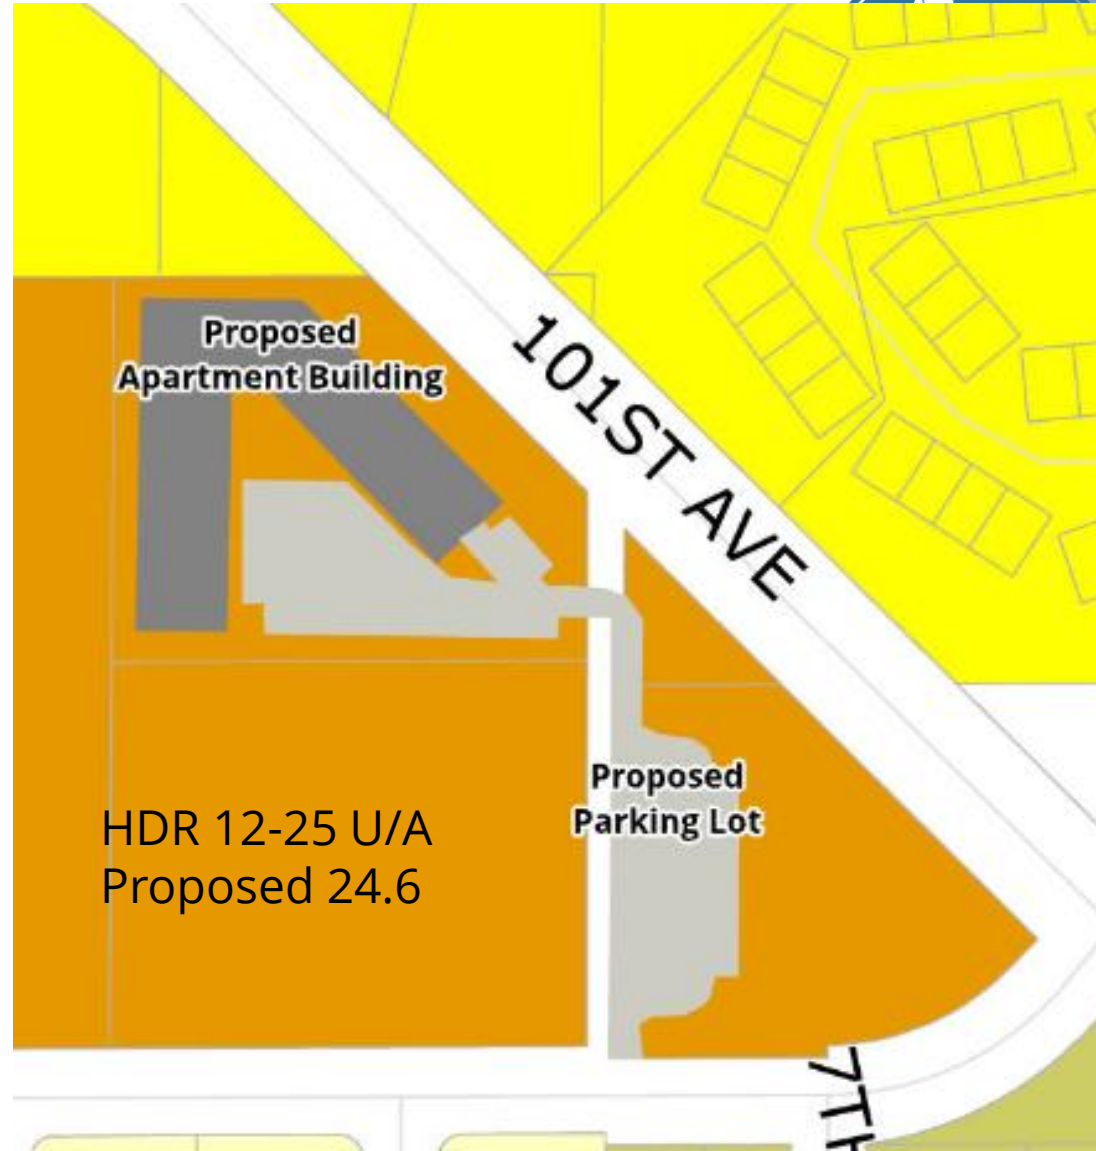 Proposed
Apartment Building
101ST AVE
Proposed
Parking Lot
HDR 12-25 U/A
Proposed 24.6